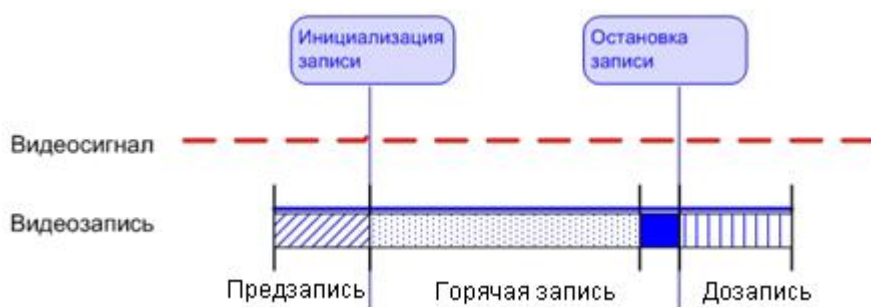 Инициализация
записи
Остановка
записи
Видеосигнал
Видеозапись
Предзапись
Горячая запись
Дозапись